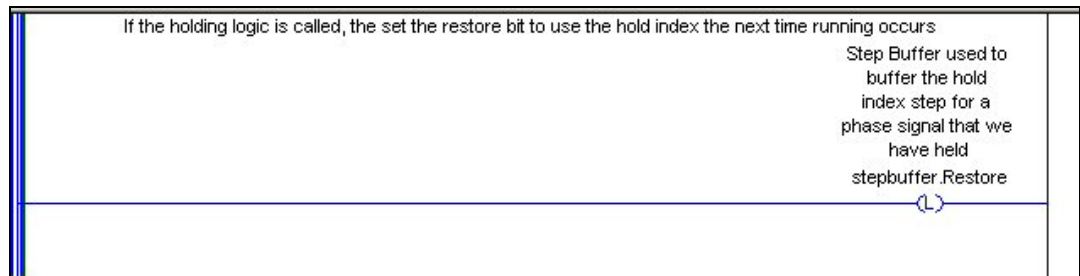 If the holding logic is called, the set the restore bit to use the hold index the next time running occurs
Step Buffer used to
buffer the hold
index step for a
phase signal that we
have held
stepbuffer.Restore
L